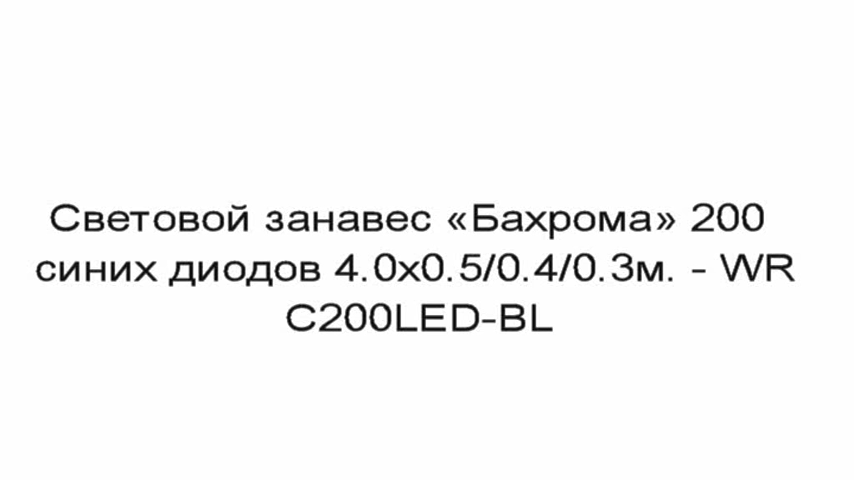 Световой занавес «Бахрома» 200
синих диодов 4.0x0.5/0.4/0.3м. - WR
C200LED-BL